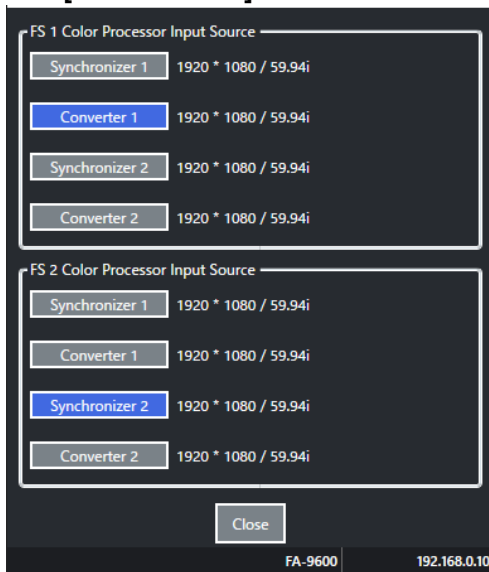 FS 1 Color Processor Input Source
Synchronizer 1 1920 * 1080 / 59.94i
Converter 1 1920 * 1080 / 59.94i
Synchronizer 2 1920 * 1080 / 59.94i
Converter 2 1920 * 1080 / 59.94i
FS 2 Color Processor Input Source
Synchronizer 1 1920 * 1080 / 59.94i
Converter 1 1920 * 1080 / 59.94i
Synchronizer 2 1920 * 1080 / 59.94i
Converter 2 1920 * 1080 / 59.94i
Close
FA-9600 192.168.0.10